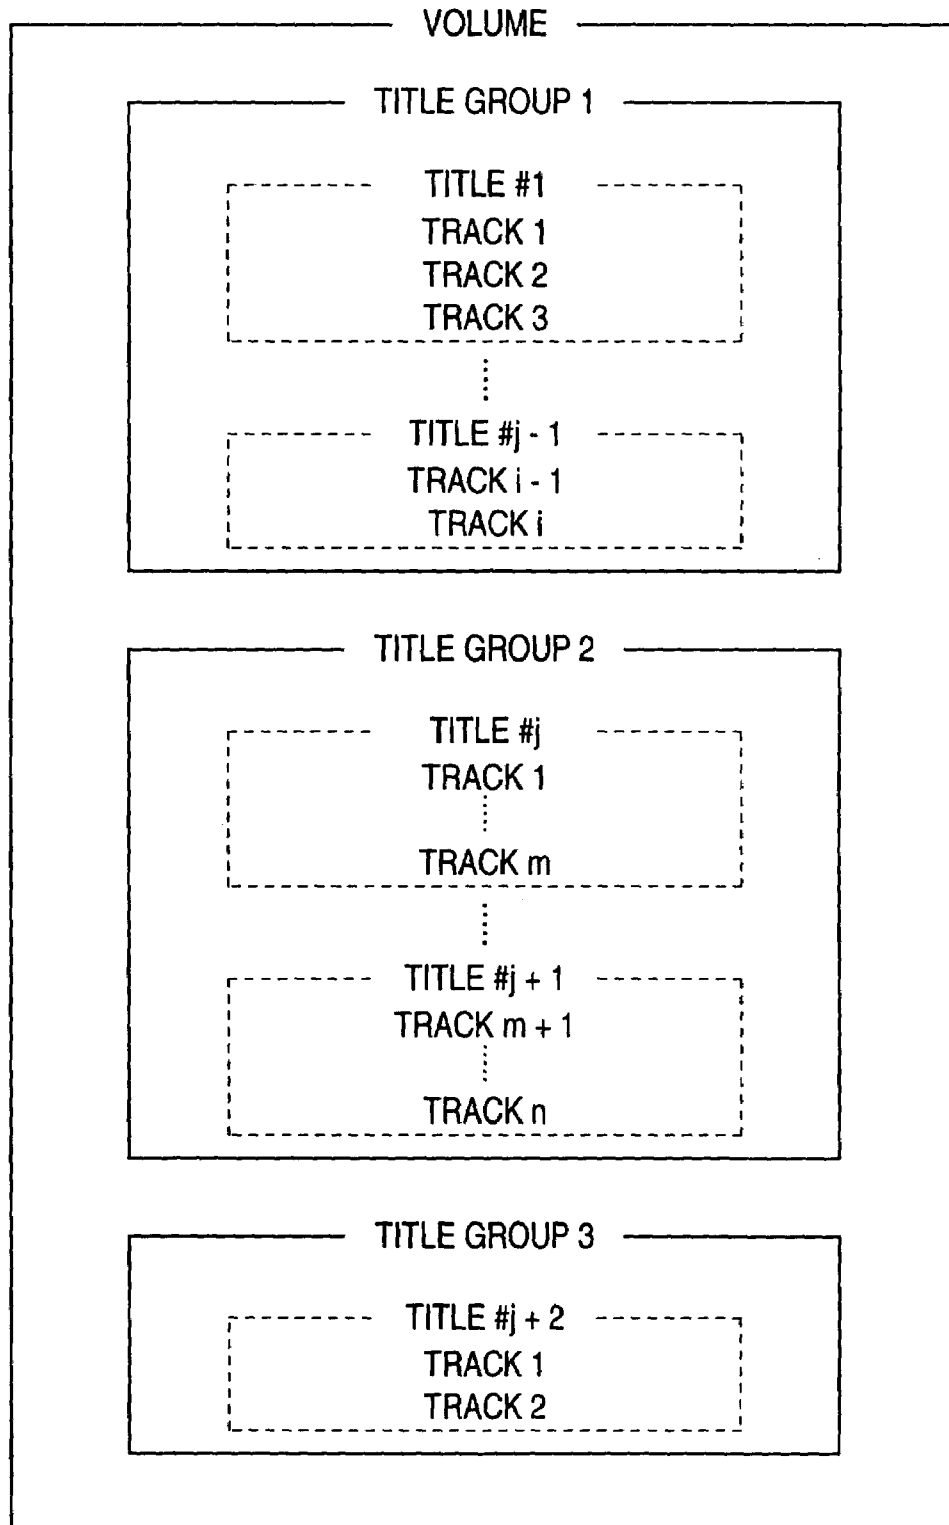 VOLUME
TITLE GROUP 1
TITLE #1
TRACK 1
TRACK 2
TRACK 3
TITLE #j - 1
TRACK i - 1
TRACK i
TITLE GROUP 2
TITLE #j
TRACK 1
TRACK m
TITLE #j + 1
TRACK m + 1
TRACK n
TITLE GROUP 3
TITLE #j + 2
TRACK 1
TRACK 2